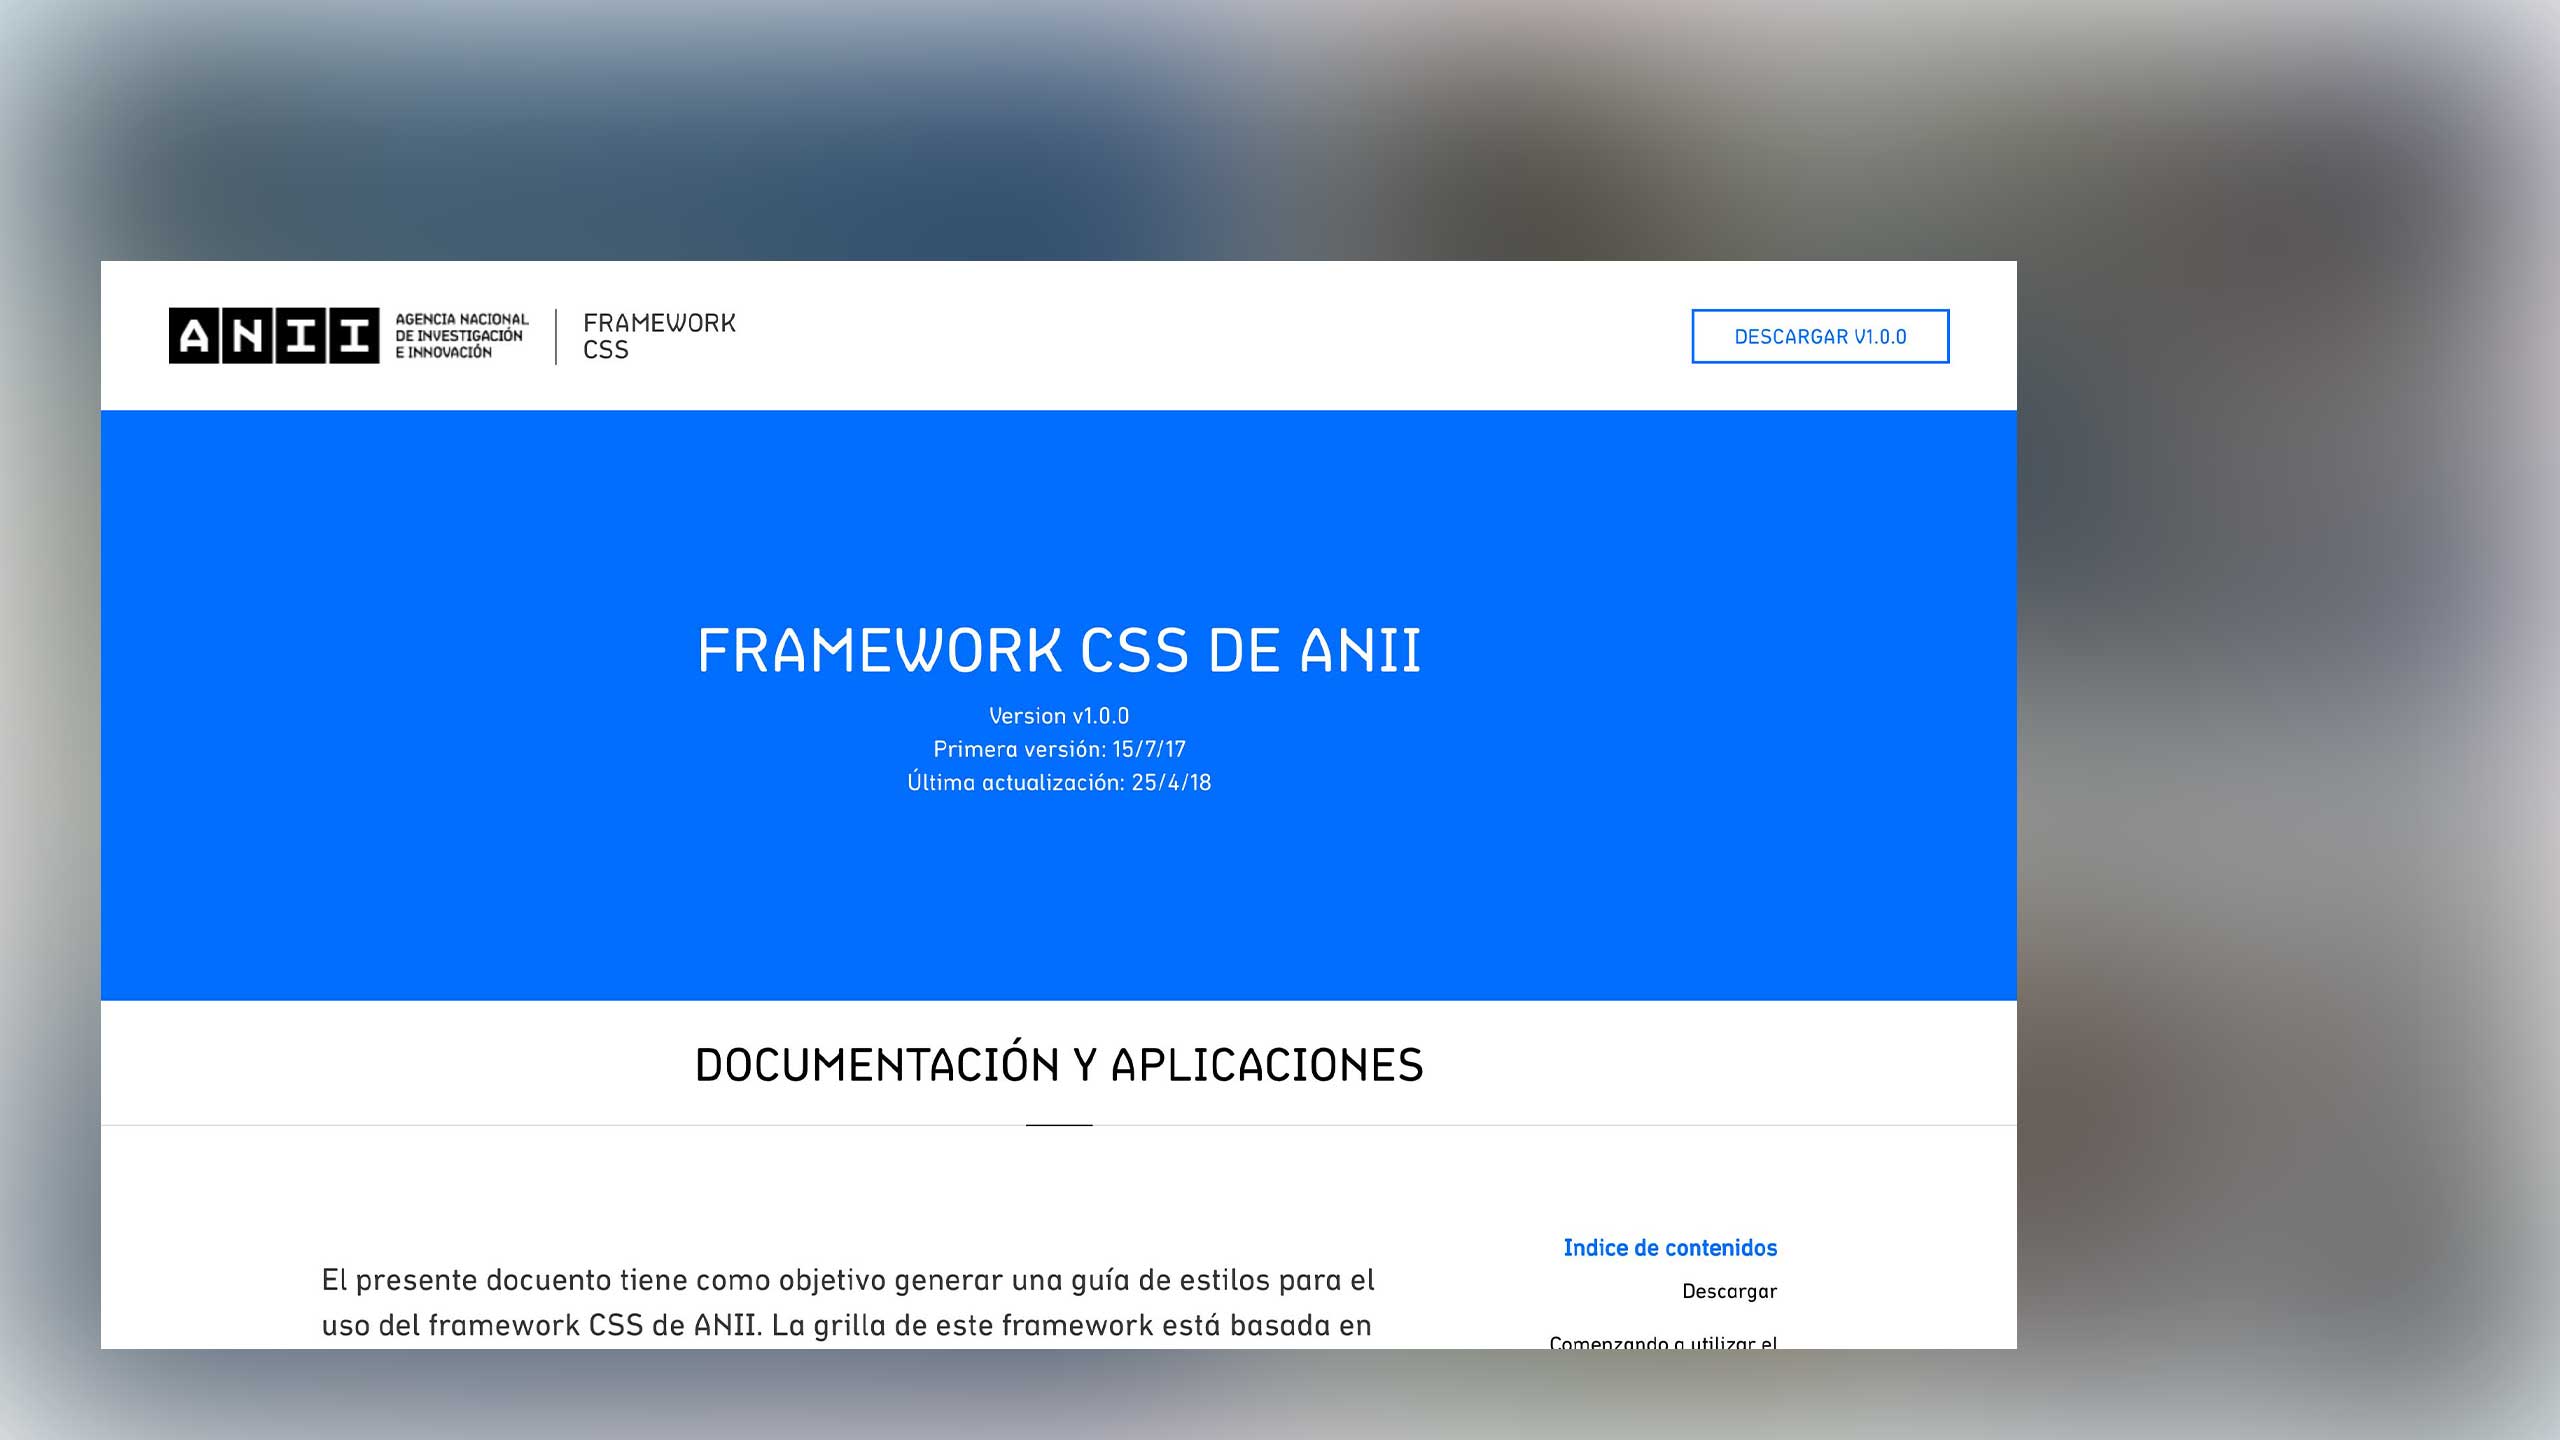 ANII
AGENCIA NACIONAL
DE INVESTIGACIÓN
E INNOVACIÓN
FRAMEWORK
CSS
DESCARGAR V1.0.0
FRAMEWORK CSS DE ANII
Version v1.0.0
Primera versión: 15/7/17
Última actualización: 25/4/18
DOCUMENTACIÓN Y APLICACIONES
El presente docuento tiene como objetivo generar una guía de estilos para el
uso del framework CSS de ANII. La grilla de este framework está basada en
Indice de contenidos
Descargar
Comenzando a utilizar el